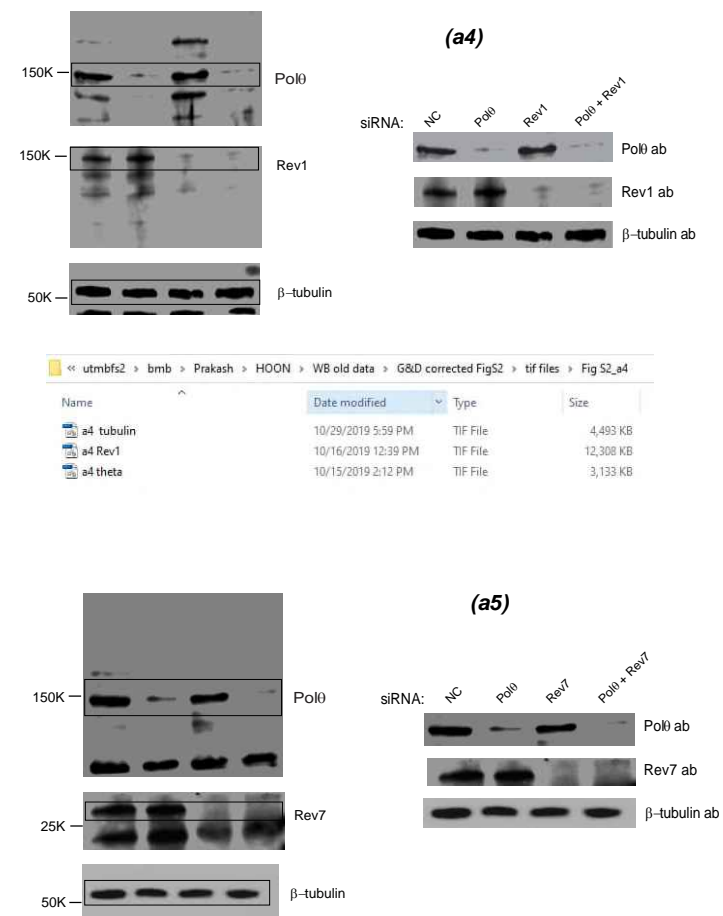 (a4)
150K
Polθ
siRNA: NC Polθ Rev1 Polθ + Rev1
Polθ ab
150K
Rev1
Rev1 ab
β–tubulin ab
50K
β–tubulin
« utmbfs2 > bmb > Prakash > HOON > WB old data > G&D corrected FigS2 > tif files > Fig S2_a4
Name Date modified Type Size
a4 tubulin 10/29/2019 5:59 PM TIF File 4,493 KB
a4 Rev1 10/16/2019 12:39 PM TIF File 12,308 KB
a4 theta 10/15/2019 2:12 PM TIF File 3,133 KB
(a5)
150K
Polθ
siRNA: NC Polθ Rev7 Polθ + Rev7
Polθ ab
Rev7 ab
25K
Rev7
β–tubulin ab
50K
β–tubulin